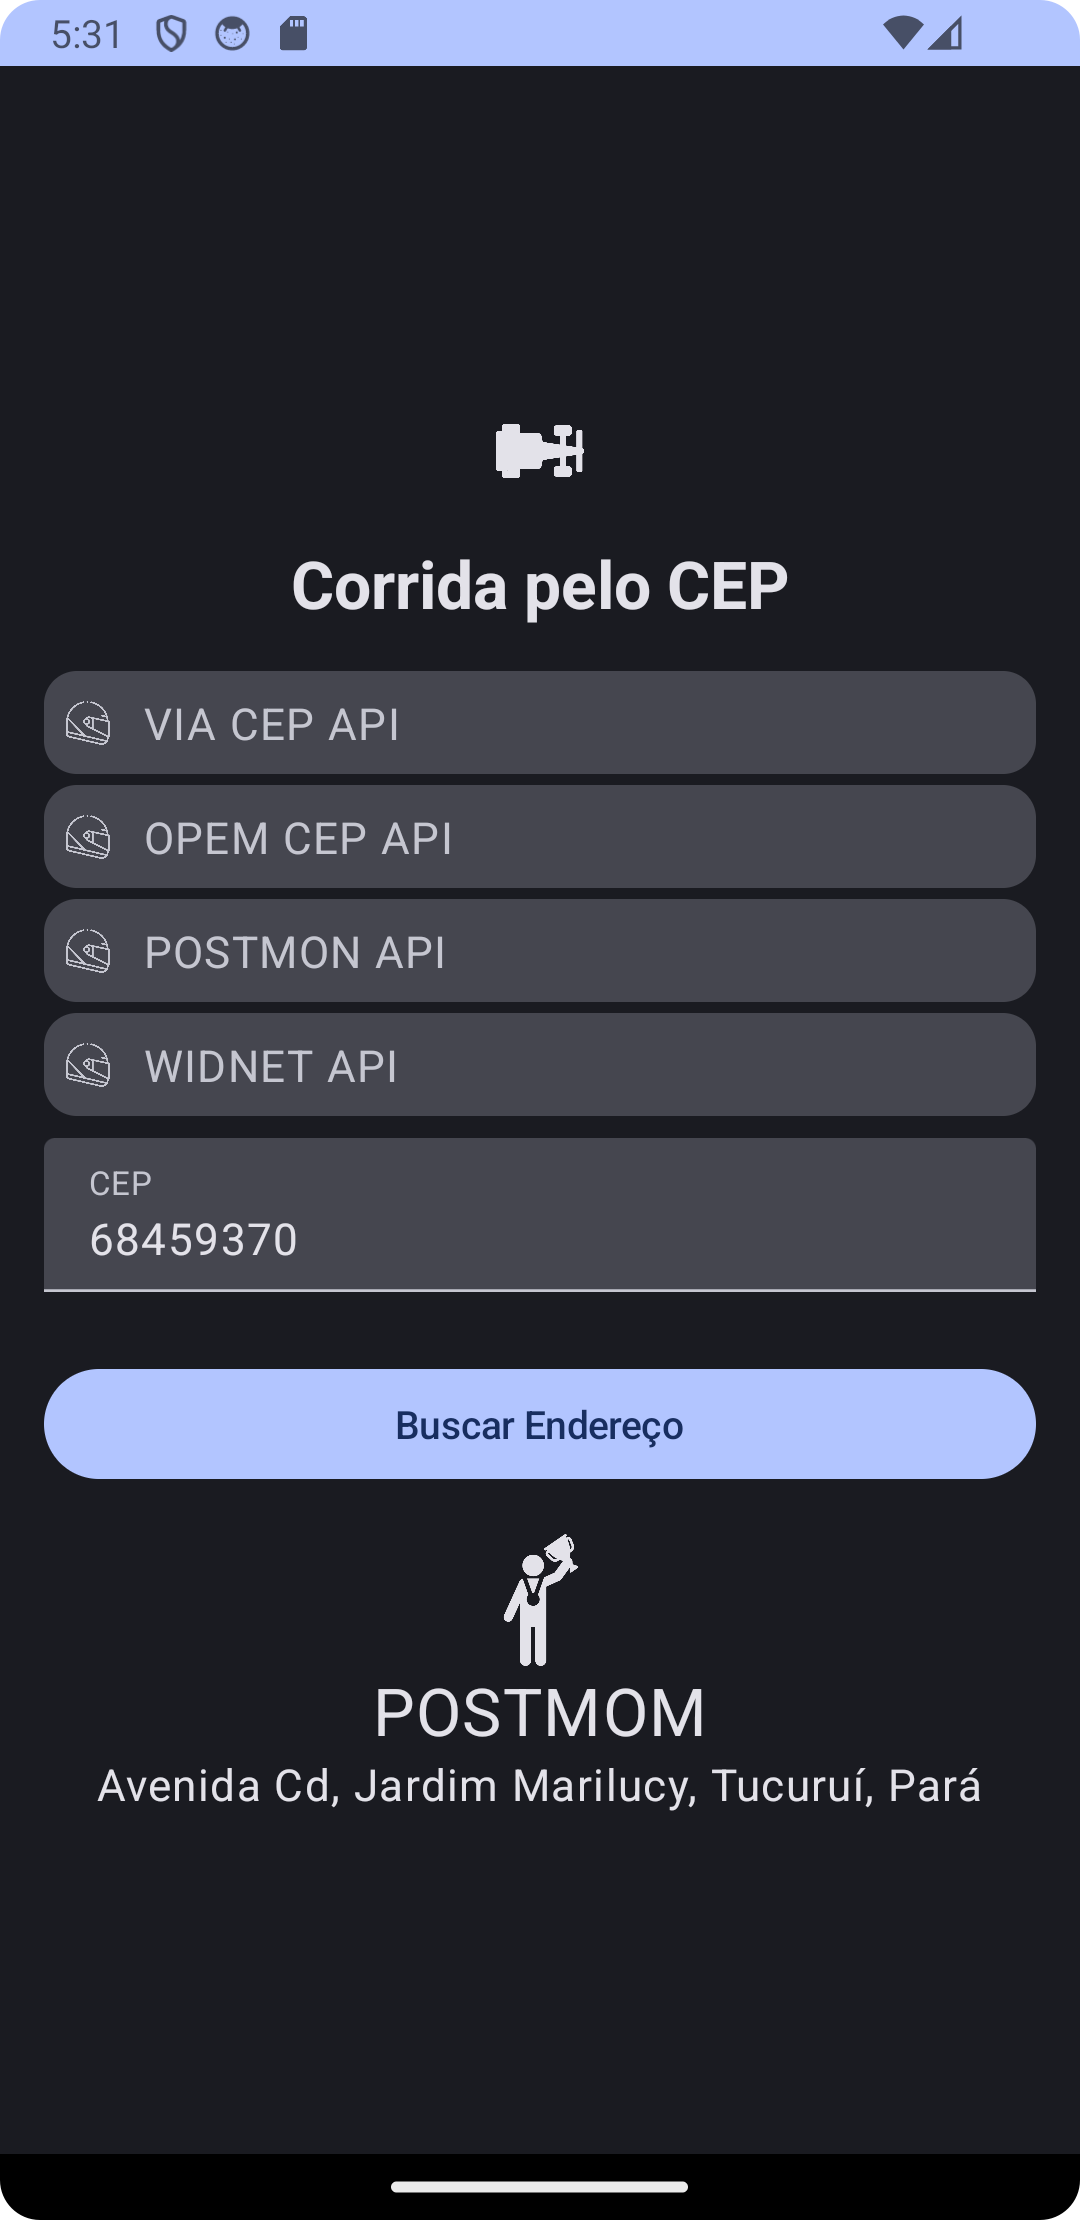 5:31
Corrida pelo CEP
VIA CEP API
OPEM CEP API
POSTMON API
WIDNET API
CEP
68459370
Buscar Endereço
POSTMOM
Avenida Cd, Jardim Marilucy, Tucuruí, Pará